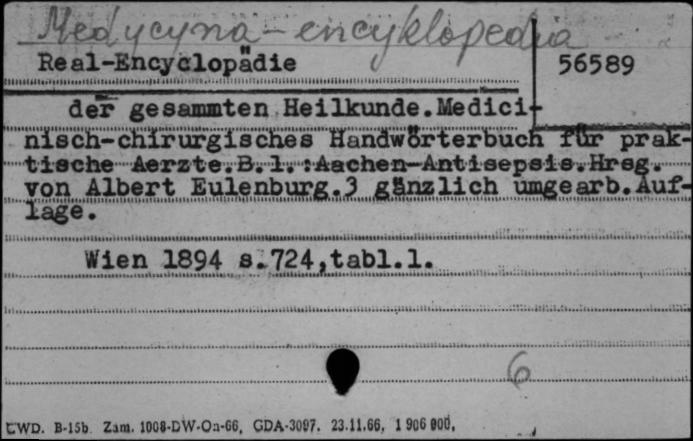 Medycyna - encyklopedia
Real-Encyclopädie 56589
der gesammten Heilkunde.Medici-
nisch-chirurgisches Handwörterbuch für prak-
tische Aerzte.B.1.:Aachen-Antisepsis.Hrsg.
von Albert Eulenburg.3 gänzlich umgearb.Auf-
lage.
Wien 1894 s.724,tabl.1.
6
CWD. B-15b. Zam. 1008-DW-Oa-66, GDA-3097. 23.11.66, 1 906 000,